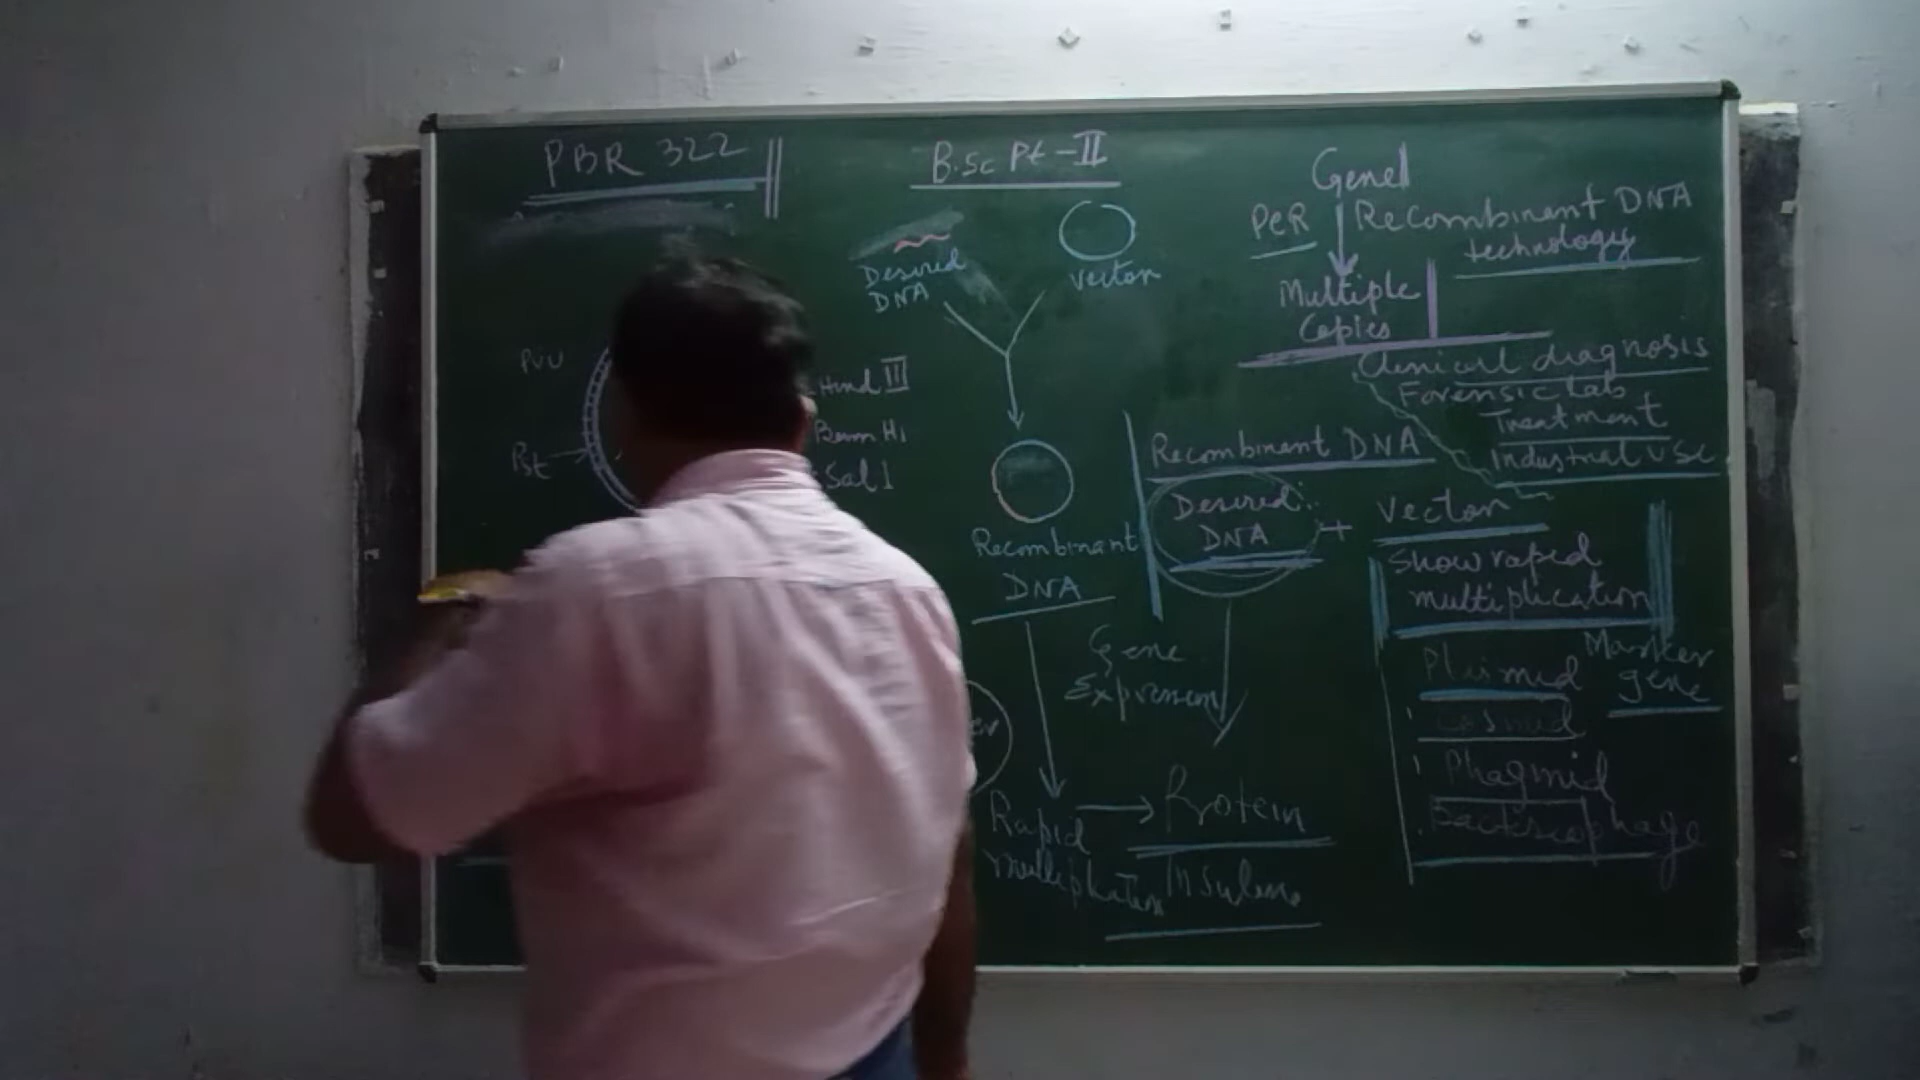 PBR 322
PVU
Pst
Hind III
Bam H1
Sal I
B.Sc Pt-II
Desired
DNA
Vector
Recombinant
DNA
Gene
Expression
Rapid
multiplication
Protein
Insuline
Gene
PCR
Recombinant DNA
technology
Multiple
Copies
Clinical diagnosis
Forensic Lab
Treatment
Industrial use
Recombinant DNA
Desired
DNA
+
Vector
Show rapid
multiplication
Marker
gene
Plasmid
Cosmid
Phagmid
Bacteriophage